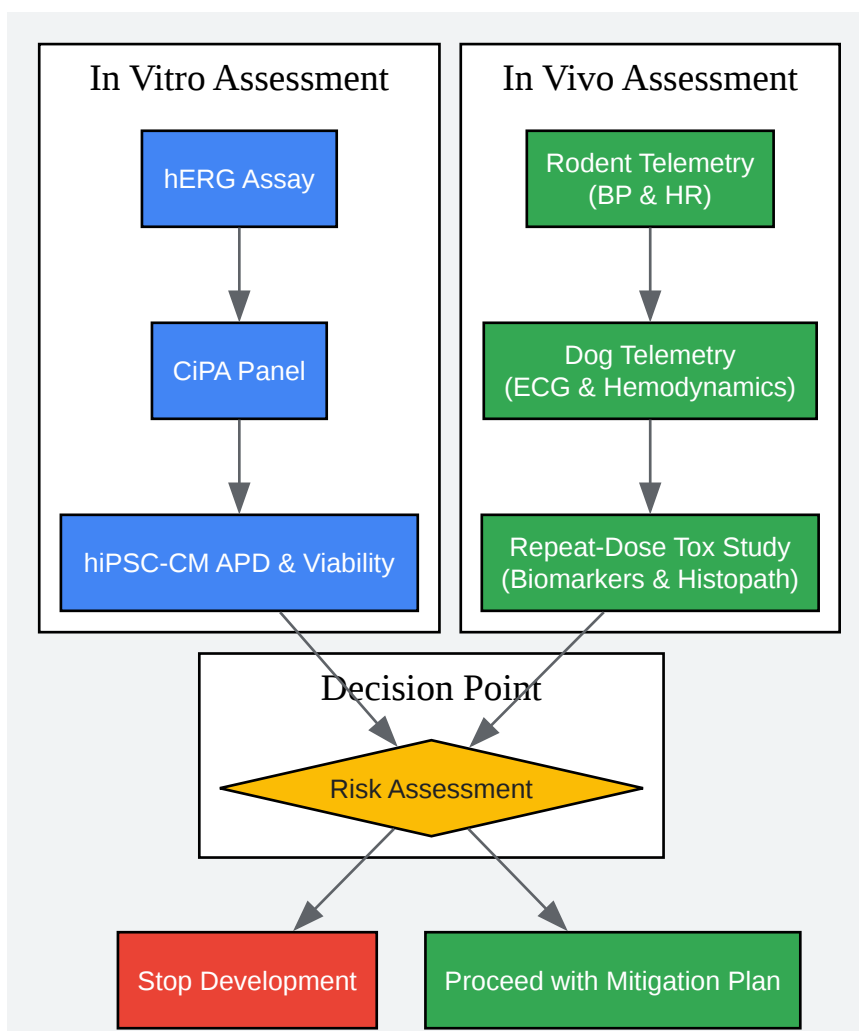 In Vitro Assessment
hERG Assay
CiPA Panel
hiPSC-CM APD & Viability
In Vivo Assessment
Rodent Telemetry
(BP & HR)
Dog Telemetry
(ECG & Hemodynamics)
Repeat-Dose Tox Study
(Biomarkers & Histopath)
Decision Point
Risk Assessment
Stop Development
Proceed with Mitigation Plan